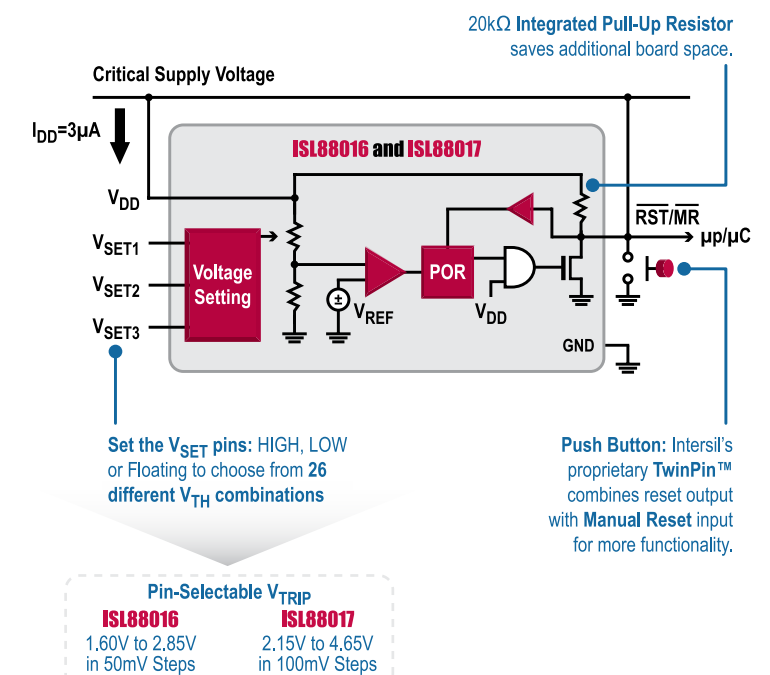 20kΩ Integrated Pull-Up Resistor
saves additional board space.
Critical Supply Voltage
IDD=3µA
ISL88016 and ISL88017
VDD
VSET1
VSET2
VSET3
Voltage
Setting
±
VREF
POR
VDD
RST/MR
µp/µC
GND
Set the VSET pins: HIGH, LOW
or Floating to choose from 26
different VTH combinations
Push Button: Intersil's
proprietary TwinPin™
combines reset output
with Manual Reset input
for more functionality.
Pin-Selectable VTRIP
ISL88016 ISL88017
1.60V to 2.85V 2.15V to 4.65V
in 50mV Steps in 100mV Steps